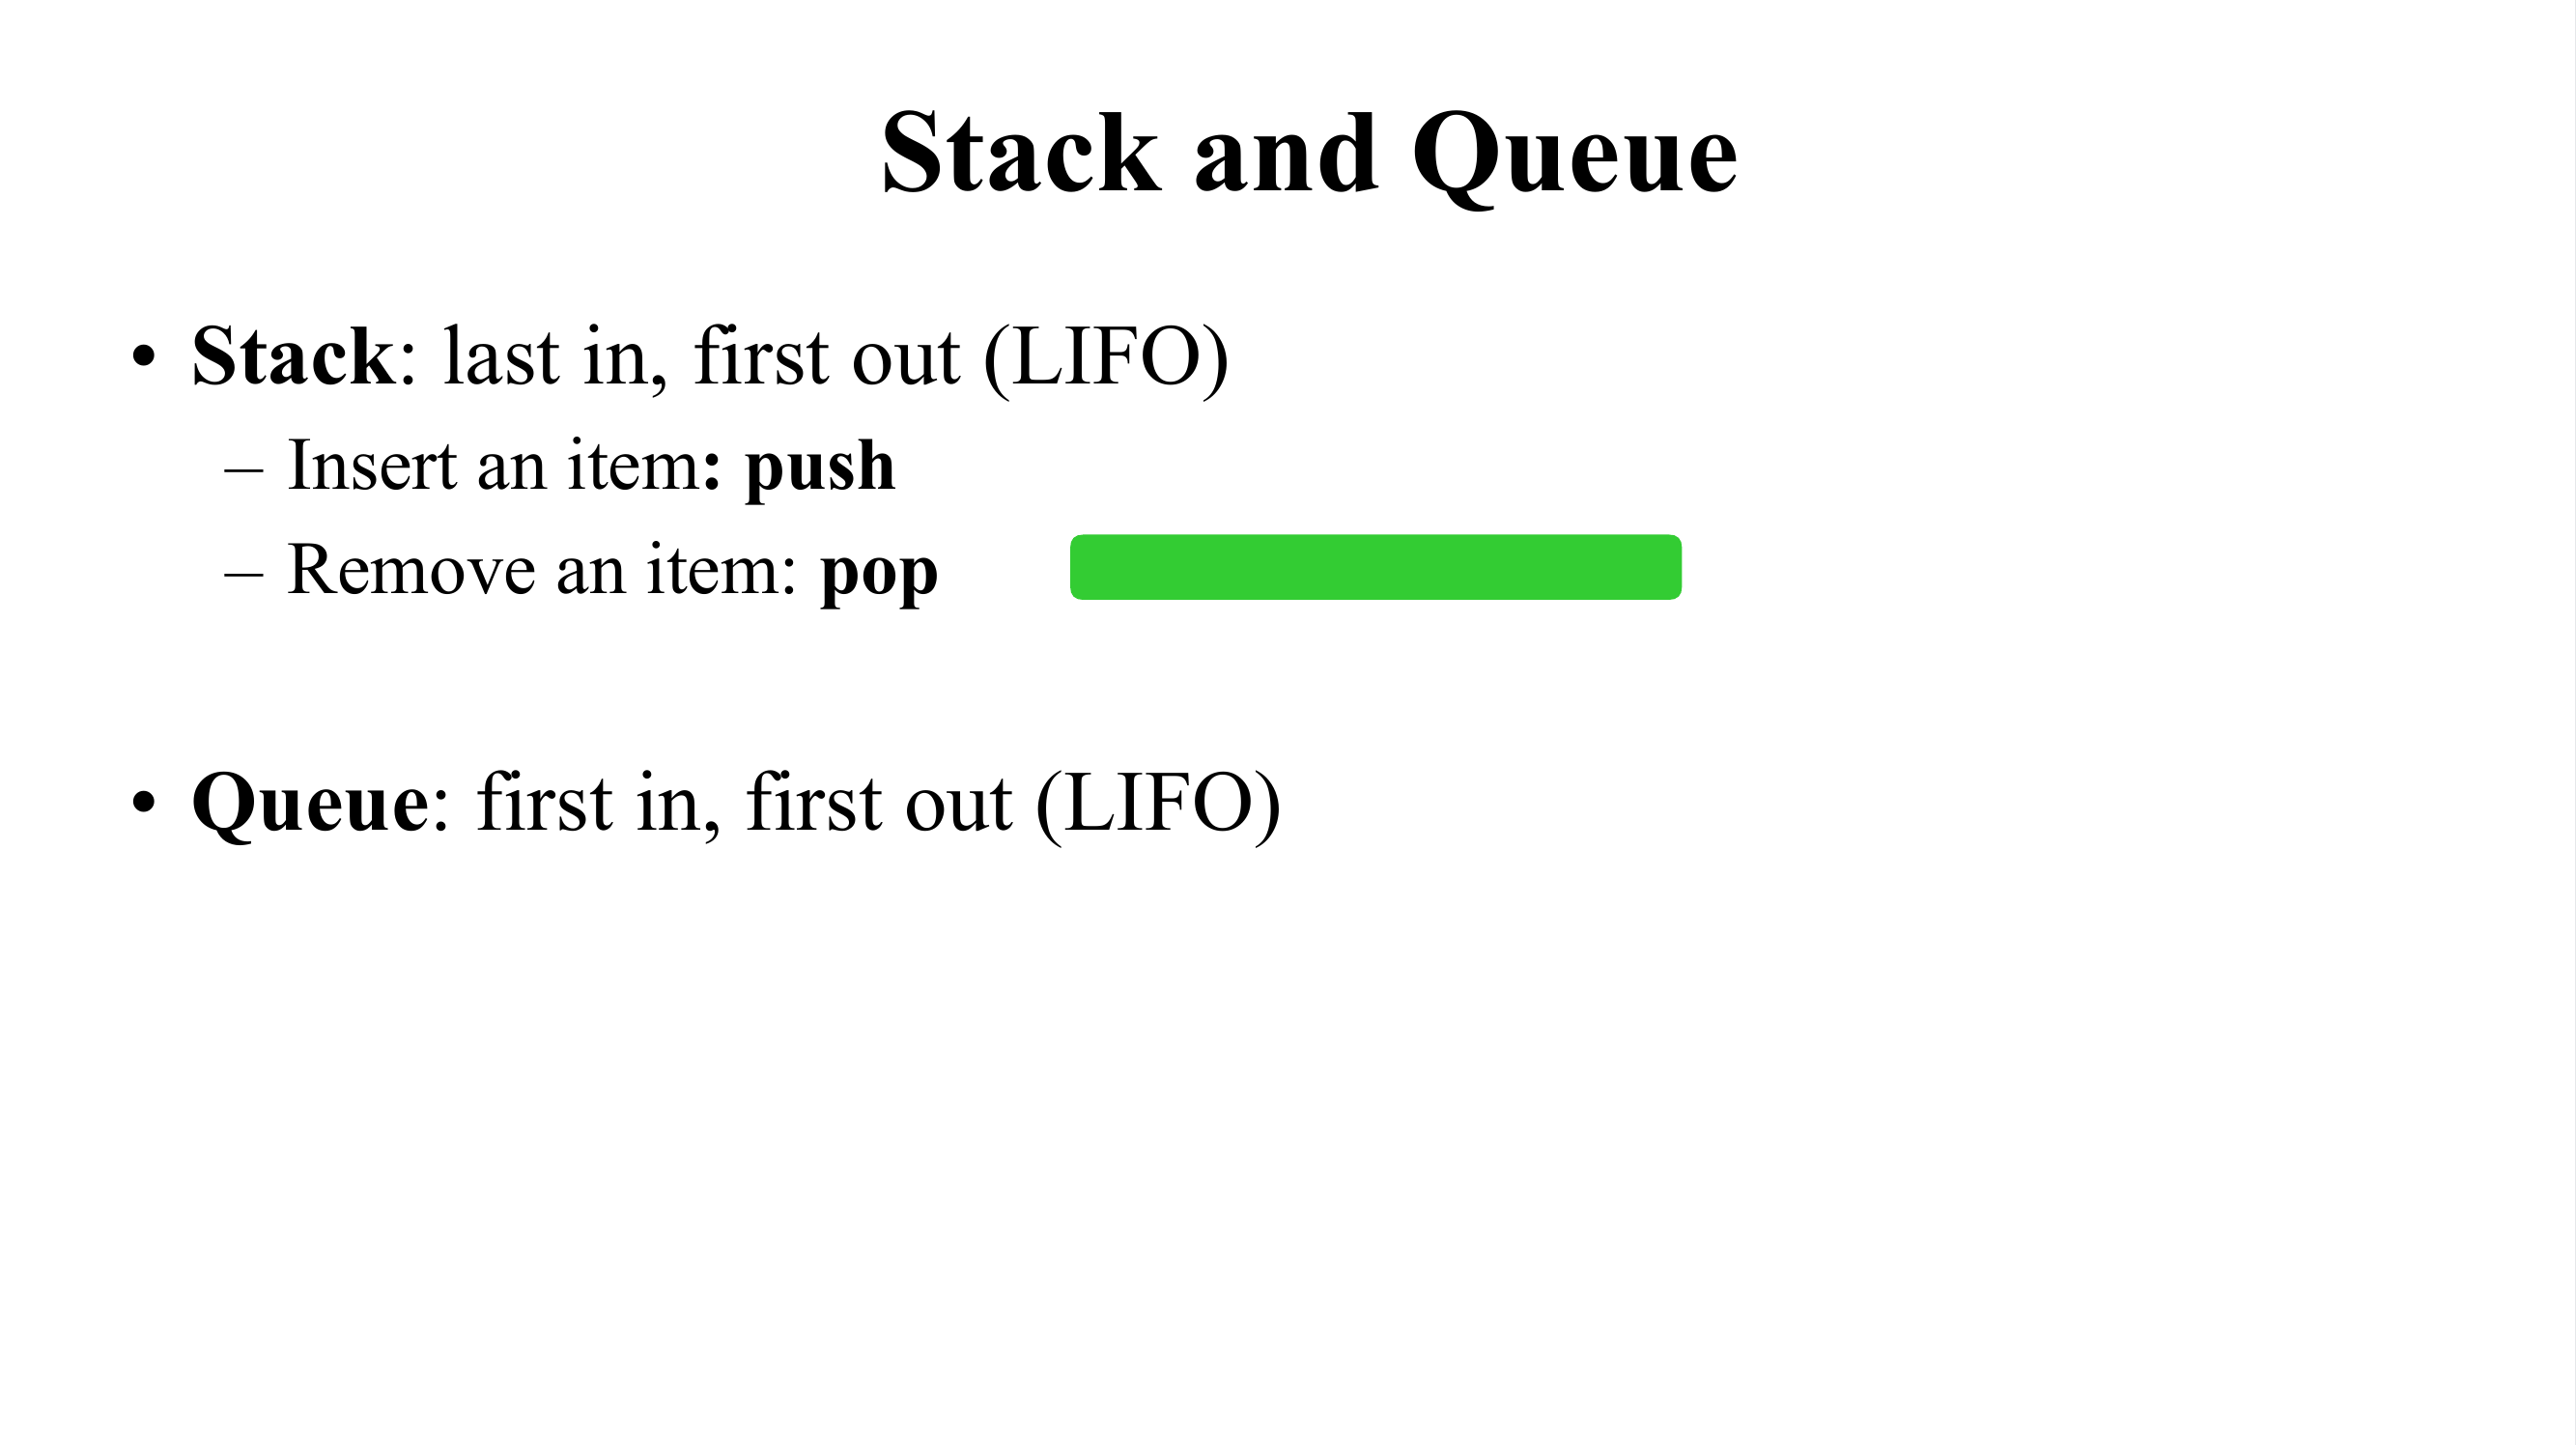 Stack and Queue
• Stack: last in, first out (LIFO)
– Insert an item: push
– Remove an item: pop
• Queue: first in, first out (LIFO)